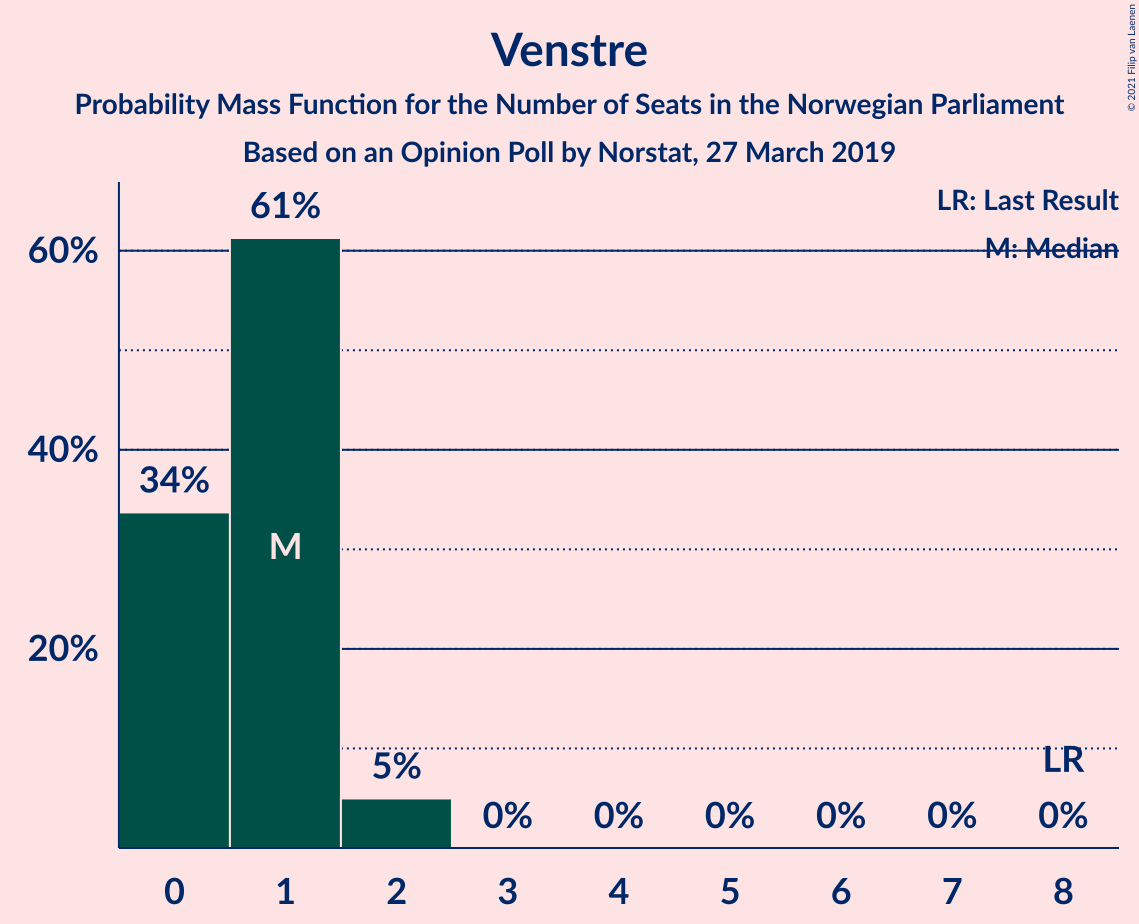 Venstre
Probability Mass Function for the Number of Seats in the Norwegian Parliament
Based on an Opinion Poll by Norstat, 27 March 2019
© 2021 Filip van Laenen
LR: Last Result
M: Median
61%
60%
40%
34%
M
20%
5%
LR
0% 0% 0% 0% 0% 0%
0 1 2 3 4 5 6 7 8